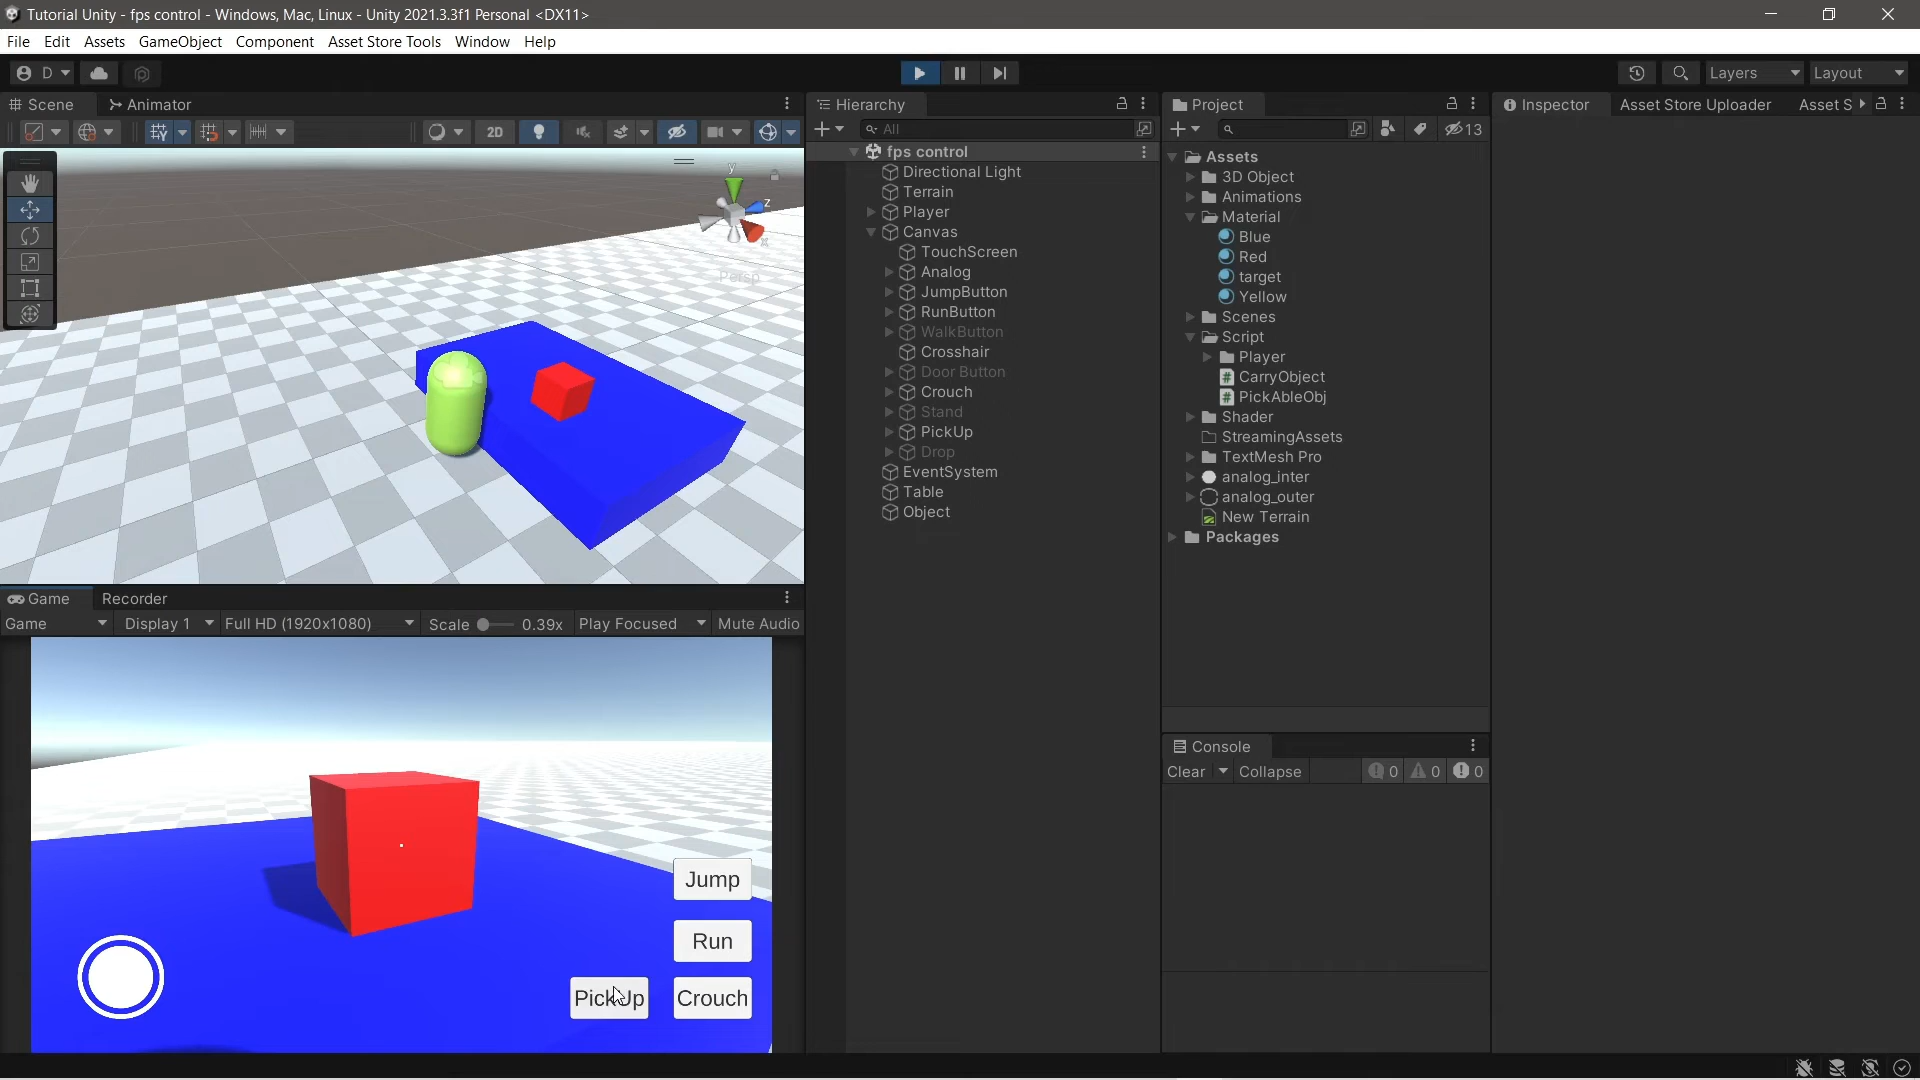 Tutorial Unity - fps control - Windows, Mac, Linux - Unity 2021.3.3f1 Personal <DX11>
File Edit Assets GameObject Component Asset Store Tools Window Help
D Layers Layout
Scene Animator
2D
y
z
x
Persp
Game Recorder
Game Display 1 Full HD (1920x1080) Scale 0.39x Play Focused Mute Audio
Jump
Run
PickUp Crouch
Hierarchy
All
fps control
Directional Light
Terrain
Player
Canvas
TouchScreen
Analog
JumpButton
RunButton
WalkButton
Crosshair
Door Button
Crouch
Stand
PickUp
Drop
EventSystem
Table
Object
Project
13
Assets
3D Object
Animations
Material
Blue
Red
target
Yellow
Scenes
Script
Player
CarryObject
PickAbleObj
Shader
StreamingAssets
TextMesh Pro
analog_inter
analog_outer
New Terrain
Packages
Console
Clear Collapse 0 0 0
Inspector Asset Store Uploader Asset S